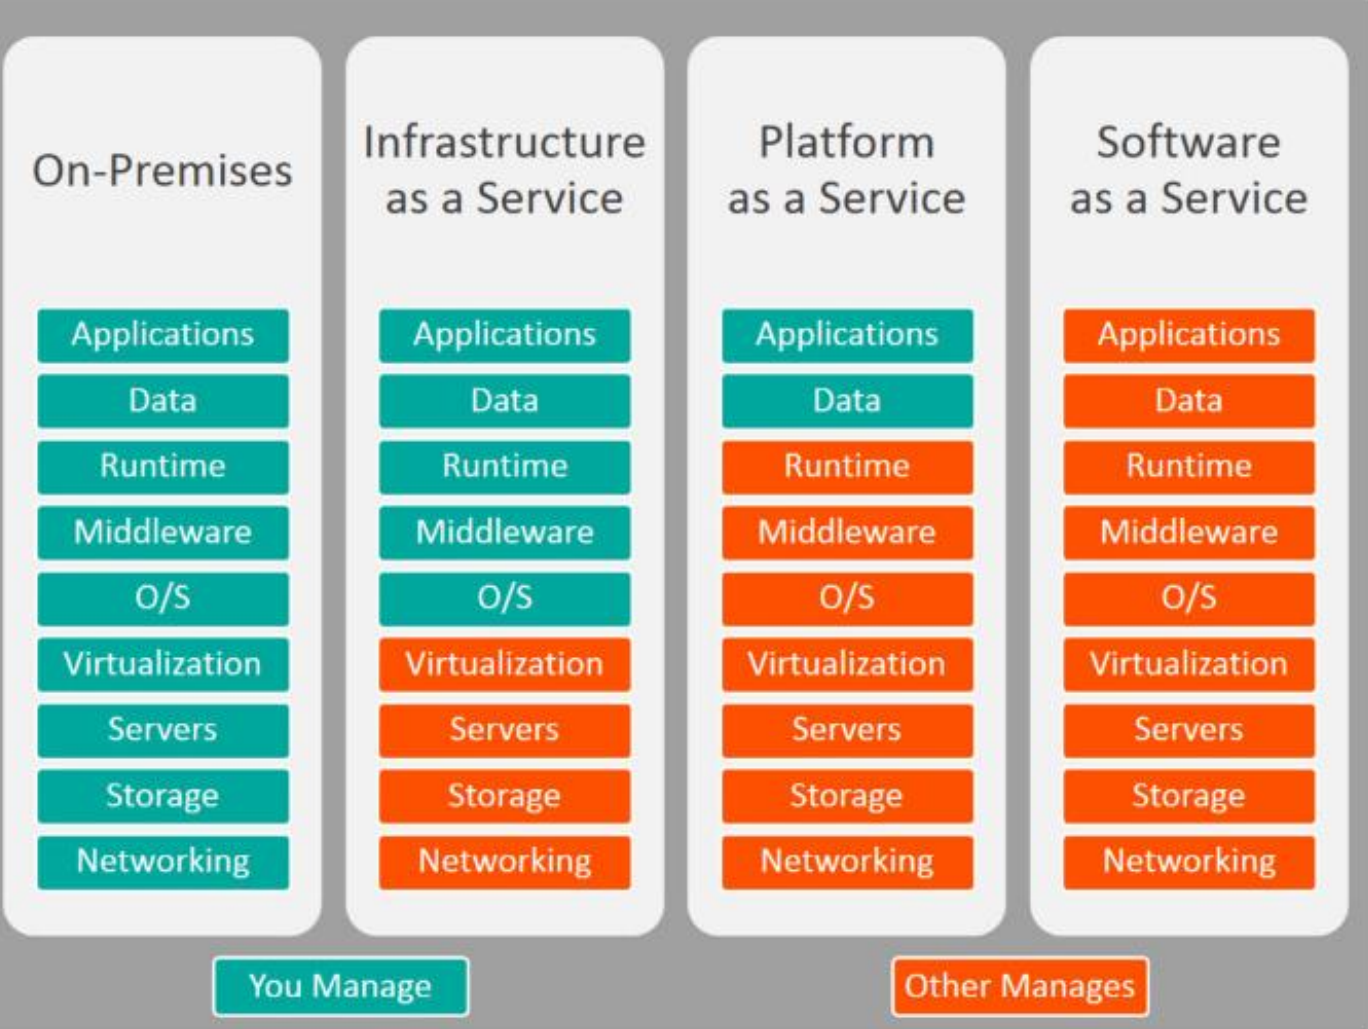 On-Premises
Applications
Data
Runtime
Middleware
O/S
Virtualization
Servers
Storage
Networking
Infrastructure
as a Service
Applications
Data
Runtime
Middleware
O/S
Virtualization
Servers
Storage
Networking
Platform
as a Service
Applications
Data
Runtime
Middleware
O/S
Virtualization
Servers
Storage
Networking
Software
as a Service
Applications
Data
Runtime
Middleware
O/S
Virtualization
Servers
Storage
Networking
You Manage
Other Manages